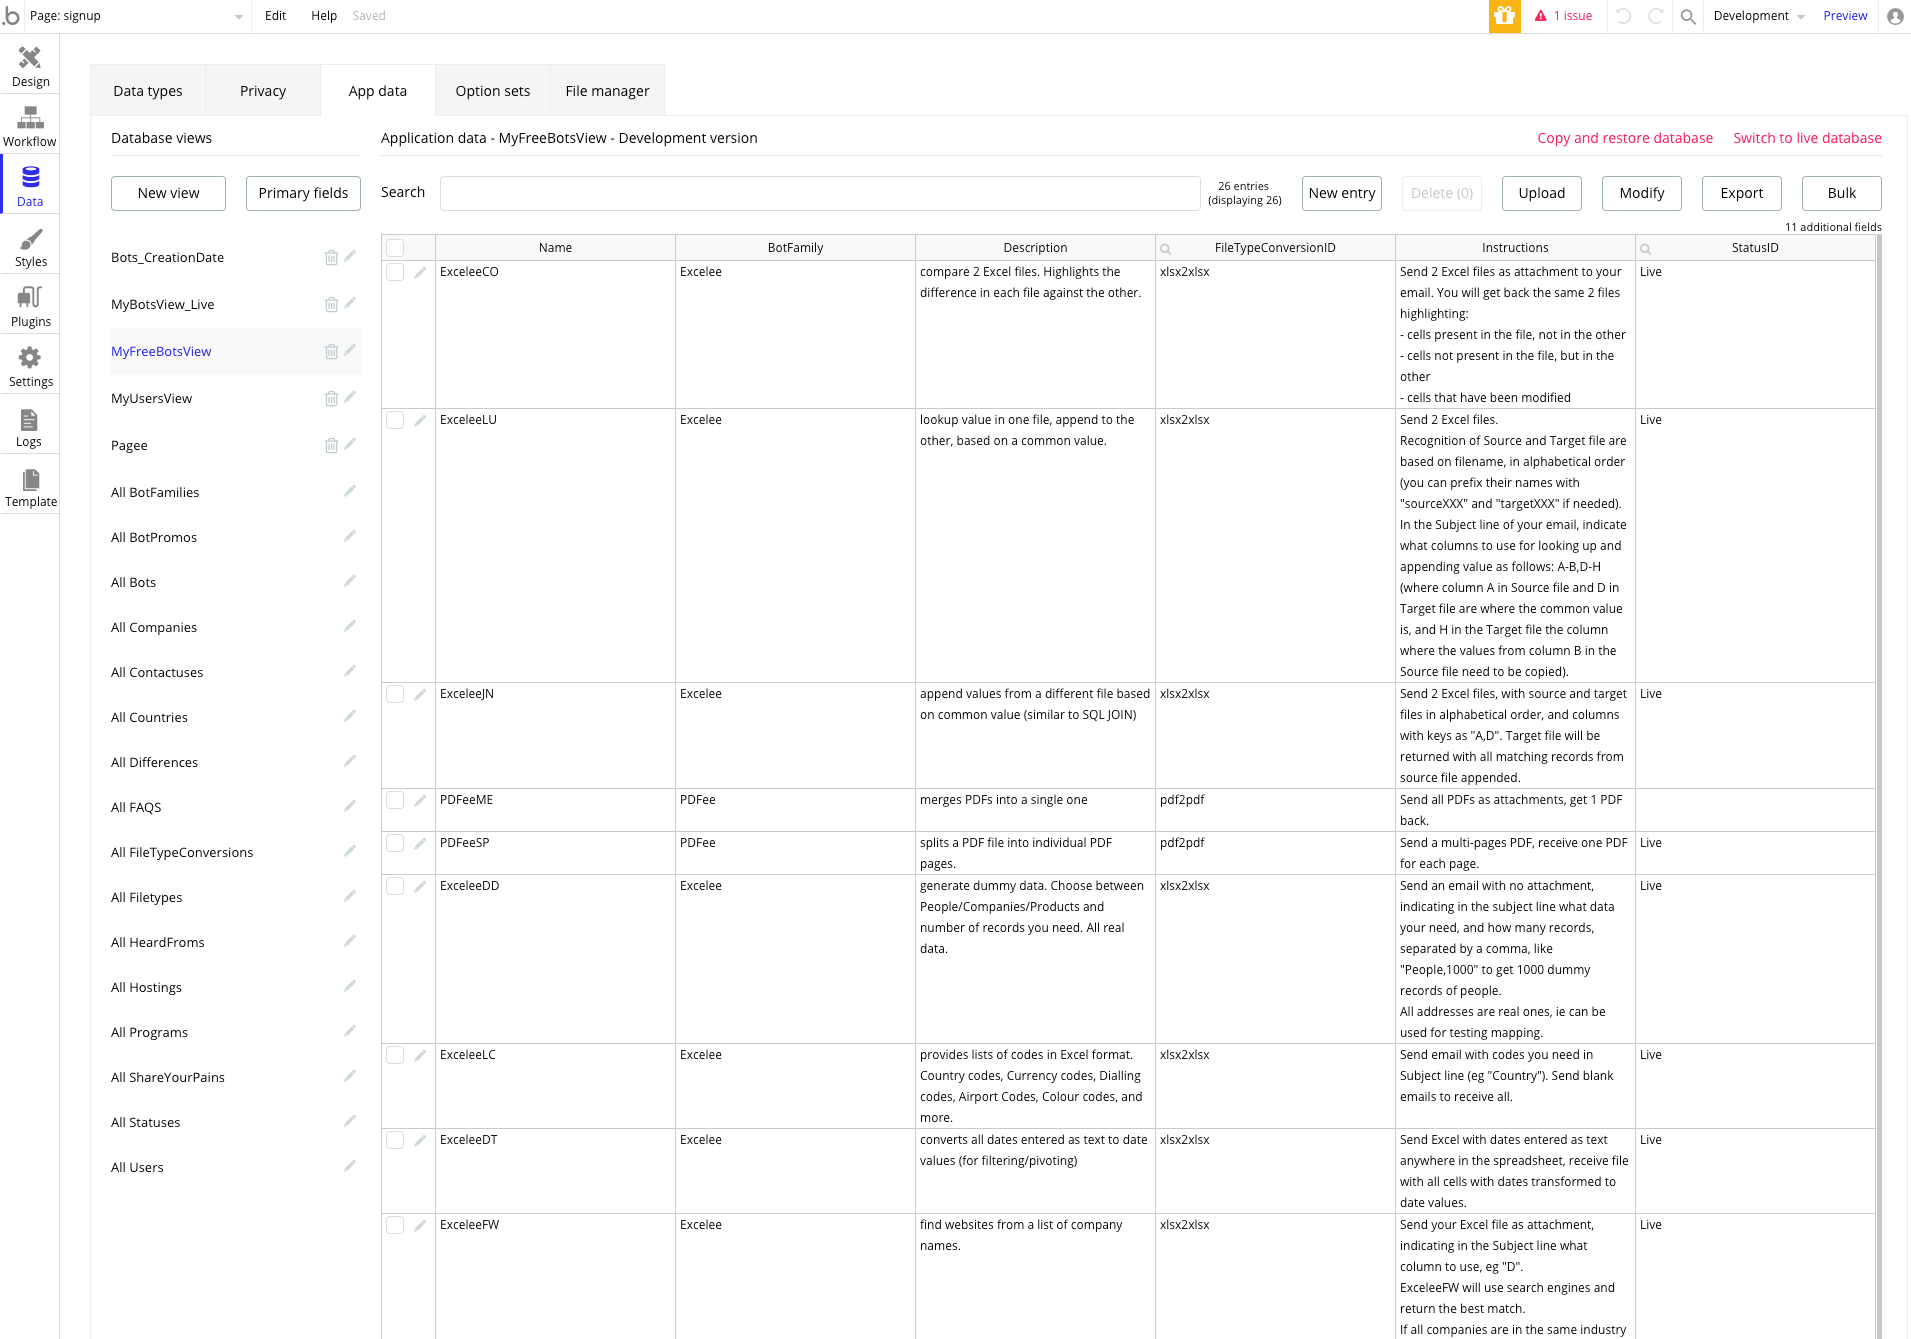 .b
Page: signup
Edit
Help
Saved
1 issue
Development
Preview
Design
Workflow
Data
Styles
Plugins
Settings
Logs
Template
Data types
Privacy
App data
Option sets
File manager
Database views
New view
Primary fields
Bots_CreationDate
MyBotsView_Live
MyFreeBotsView
MyUsersView
Pagee
All BotFamilies
All BotPromos
All Bots
All Companies
All Contactuses
All Countries
All Differences
All FAQS
All FileTypeConversions
All Filetypes
All HeardFroms
All Hostings
All Programs
All ShareYourPains
All Statuses
All Users
Application data - MyFreeBotsView - Development version
Copy and restore database
Switch to live database
Search
26 entries
(displaying 26)
New entry
Delete (0)
Upload
Modify
Export
Bulk
11 additional fields
Name
BotFamily
Description
FileTypeConversionID
Instructions
StatusID
ExceleeCO
Excelee
compare 2 Excel files. Highlights the
difference in each file against the other.
xlsx2xlsx
Send 2 Excel files as attachment to your
email. You will get back the same 2 files
highlighting:
- cells present in the file, not in the other
- cells not present in the file, but in the
other
- cells that have been modified
Live
ExceleeLU
Excelee
lookup value in one file, append to the
other, based on a common value.
xlsx2xlsx
Send 2 Excel files.
Recognition of Source and Target file are
based on filename, in alphabetical order
(you can prefix their names with
"sourceXXX" and "targetXXX" if needed).
In the Subject line of your email, indicate
what columns to use for looking up and
appending value as follows: A-B,D-H
(where column A in Source file and D in
Target file are where the common value
is, and H in the Target file the column
where the values from column B in the
Source file need to be copied).
Live
ExceleeJN
Excelee
append values from a different file based
on common value (similar to SQL JOIN)
xlsx2xlsx
Send 2 Excel files, with source and target
files in alphabetical order, and columns
with keys as "A,D". Target file will be
returned with all matching records from
source file appended.
Live
PDFeeME
PDFee
merges PDFs into a single one
pdf2pdf
Send all PDFs as attachments, get 1 PDF
back.
PDFeeSP
PDFee
splits a PDF file into individual PDF
pages.
pdf2pdf
Send a multi-pages PDF, receive one PDF
for each page.
Live
ExceleeDD
Excelee
generate dummy data. Choose between
People/Companies/Products and
number of records you need. All real
data.
xlsx2xlsx
Send an email with no attachment,
indicating in the subject line what data
your need, and how many records,
separated by a comma, like
"People,1000" to get 1000 dummy
records of people.
All addresses are real ones, ie can be
used for testing mapping.
Live
ExceleeLC
Excelee
provides lists of codes in Excel format.
Country codes, Currency codes, Dialling
codes, Airport Codes, Colour codes, and
more.
xlsx2xlsx
Send email with codes you need in
Subject line (eg "Country"). Send blank
emails to receive all.
Live
ExceleeDT
Excelee
converts all dates entered as text to date
values (for filtering/pivoting)
xlsx2xlsx
Send Excel with dates entered as text
anywhere in the spreadsheet, receive file
with all cells with dates transformed to
date values.
Live
ExceleeFW
Excelee
find websites from a list of company
names.
xlsx2xlsx
Send your Excel file as attachment,
indicating in the Subject line what
column to use, eg "D".
ExceleeFW will use search engines and
return the best match.
If all companies are in the same industry
Live